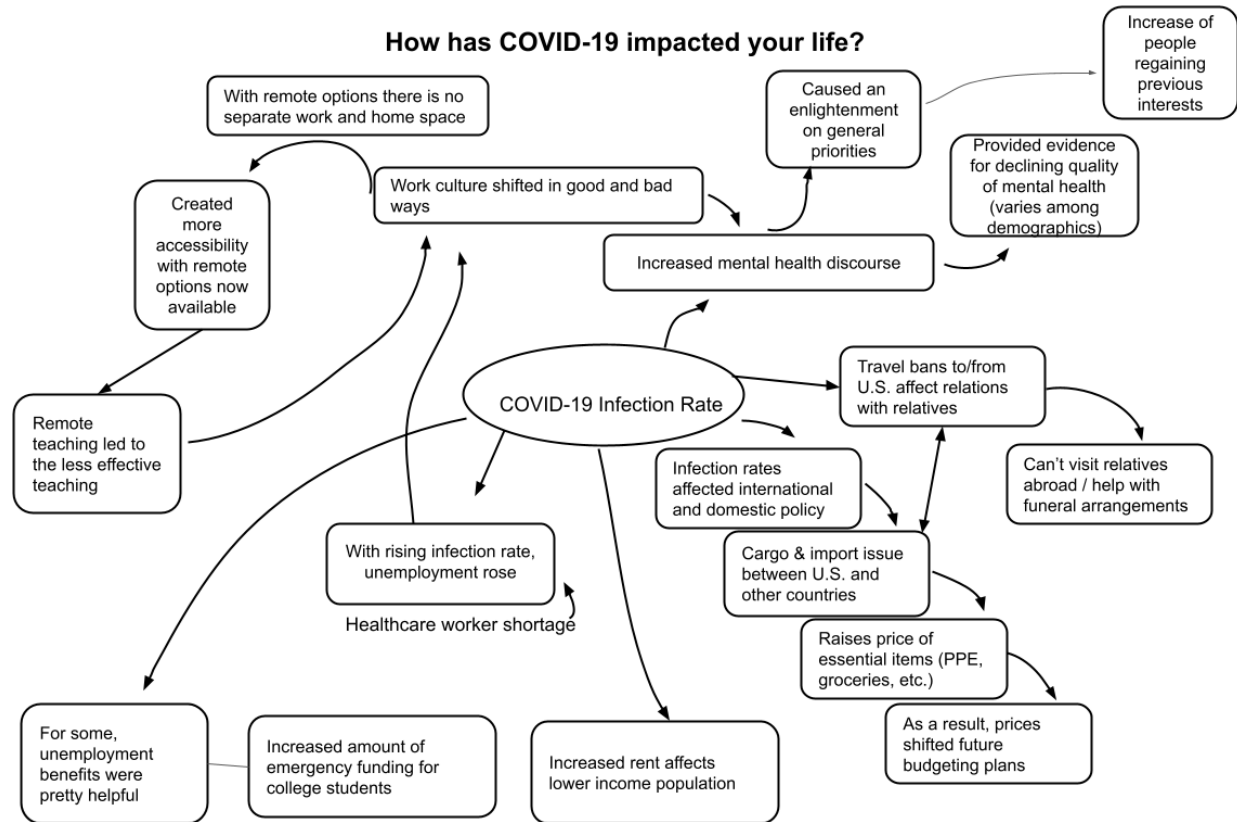 How has COVID-19 impacted your life?
Increase of
people
regaining
previous
interests
With remote options there is no
separate work and home space
Caused an
enlightenment
on general
priorities
Provided evidence
for declining quality
of mental health
(varies among
demographics)
Work culture shifted in good and bad
ways
Created
more
accessibility
with remote
options now
available
Increased mental health discourse
COVID-19 Infection Rate
Travel bans to/from
U.S. affect relations
with relatives
Remote
teaching led to
the less effective
teaching
Infection rates
affected international
and domestic policy
Can’t visit relatives
abroad / help with
funeral arrangements
With rising infection rate,
unemployment rose
Cargo & import issue
between U.S. and
other countries
Healthcare worker shortage
Raises price of
essential items (PPE,
groceries, etc.)
For some,
unemployment
benefits were
pretty helpful
Increased amount of
emergency funding for
college students
Increased rent affects
lower income population
As a result, prices
shifted future
budgeting plans